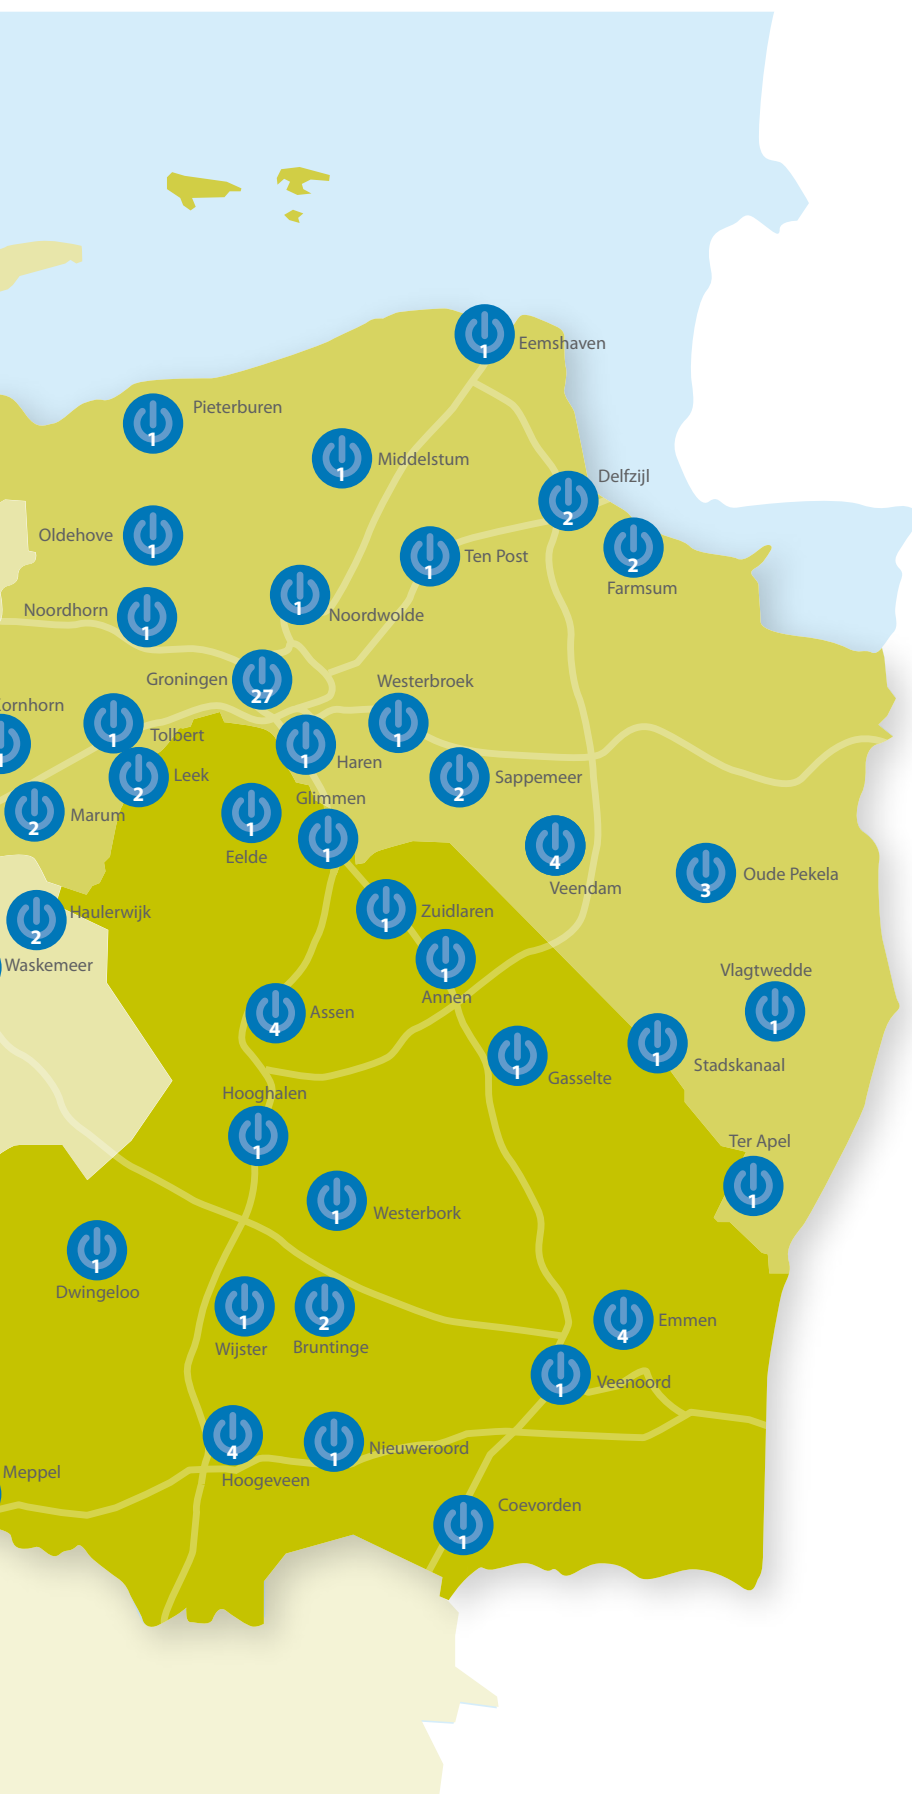 Eemshaven
1
Pieterburen
1
Middelstum
1
Delfzijl
2
Oldehove
1
Ten Post
1
Farmsum
2
Noordhorn
1
Noordwolde
1
Groningen
27
Westerbroek
1
ornhorn
Tolbert
1
Haren
1
Leek
2
Sappemeer
2
Marum
2
Glimmen
1
Eelde
1
Veendam
4
Oude Pekela
3
Haulerwijk
2
Zuidlaren
1
Waskemeer
Annen
1
Vlagtwedde
1
Assen
4
Stadskanaal
1
Gasselte
1
Hooghalen
1
Ter Apel
1
Westerbork
1
Dwingeloo
1
Wijster
1
Bruntinge
2
Emmen
4
Veenoord
1
Hoogeveen
4
Nieuweroord
1
Meppel
Coevorden
1